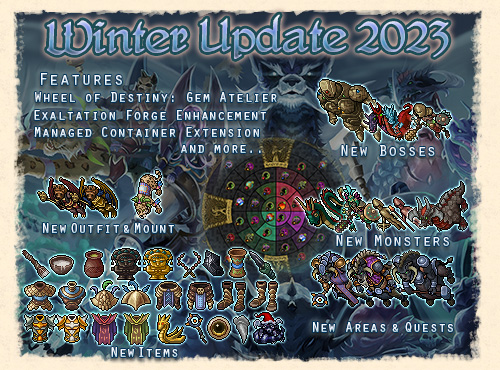 Winter Update 2023
Features
Wheel of Destiny: Gem Atelier
Exaltation Forge Enhancement
Managed Container Extension
and more..
New Bosses
New Outfit & Mount
New Monsters
New Areas & Quests
New Items